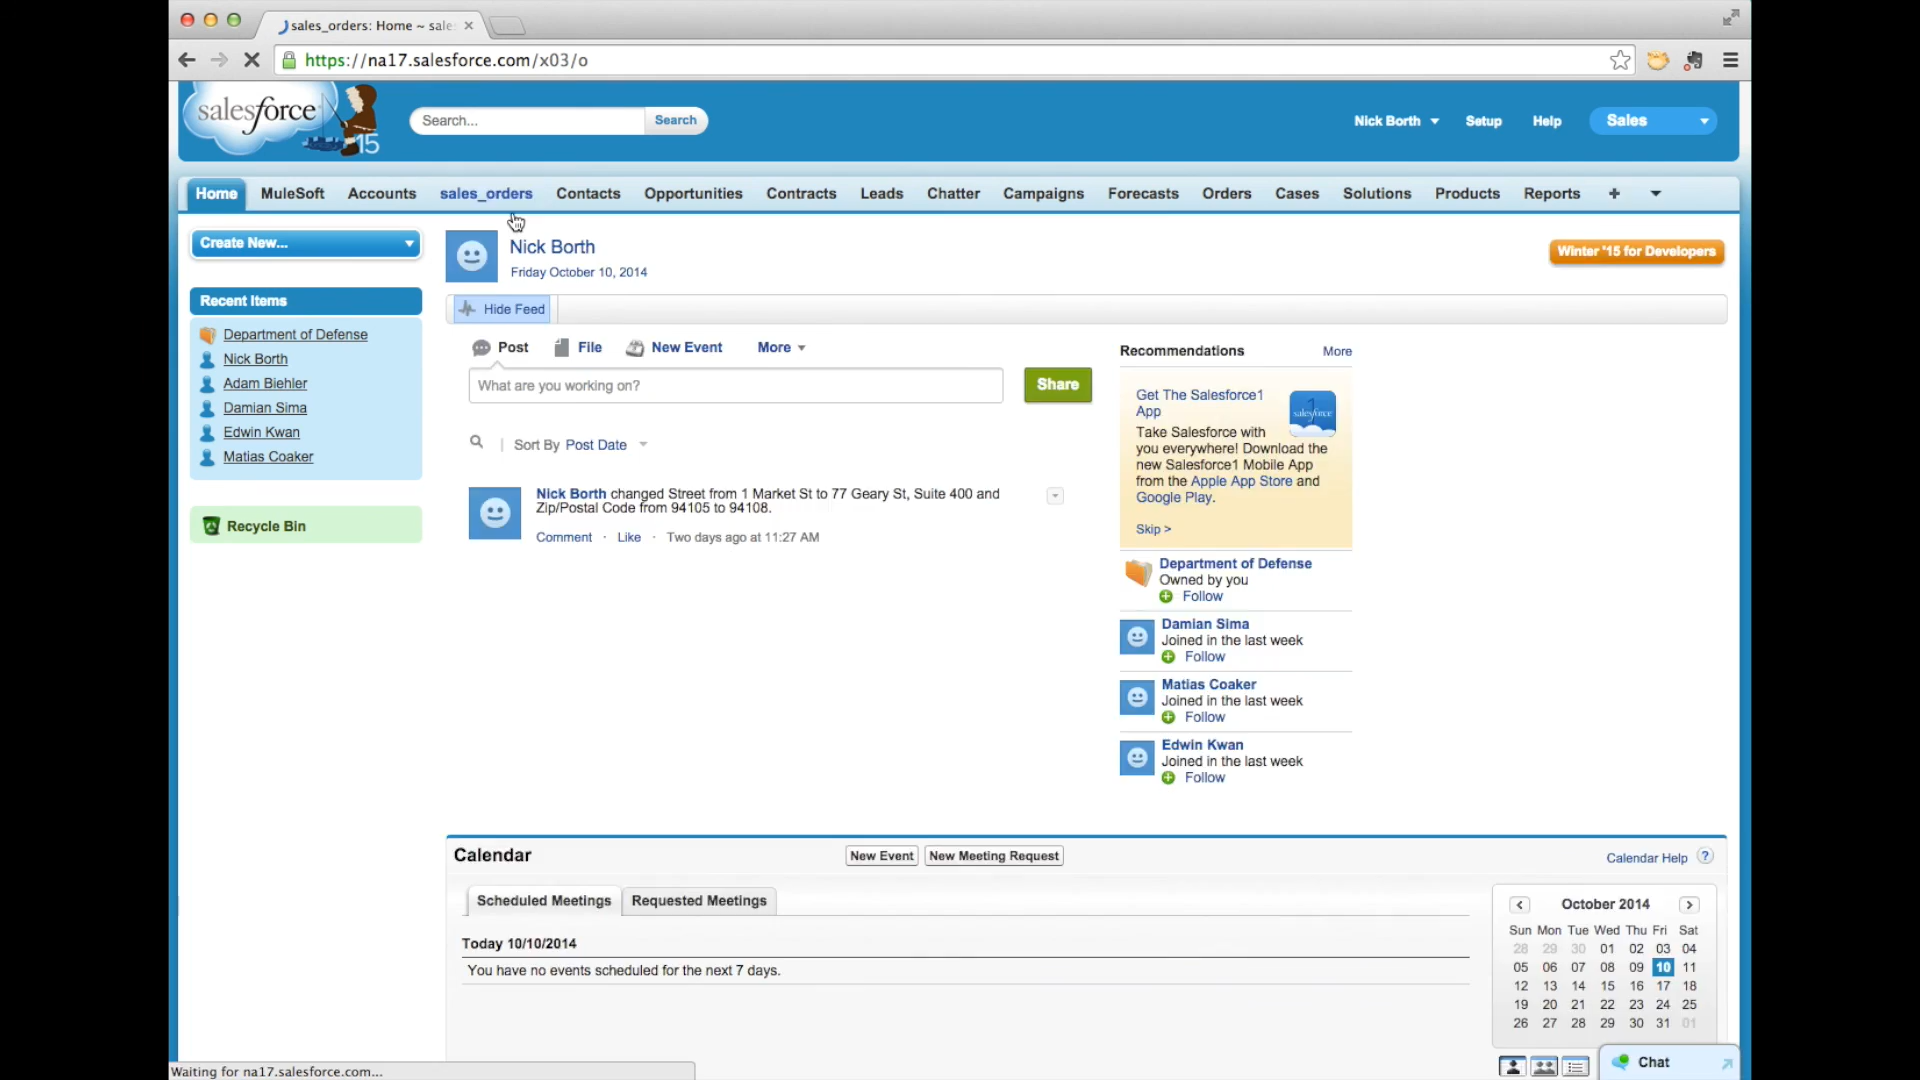 sales_orders: Home ~ sale
https://na17.salesforce.com/x03/o
salesforce
15
Search...
Search
Nick Borth
Setup
Help
Sales
Home
MuleSoft
Accounts
sales_orders
Contacts
Opportunities
Contracts
Leads
Chatter
Campaigns
Forecasts
Orders
Cases
Solutions
Products
Reports
+
Create New...
Nick Borth
Friday October 10, 2014
Winter '15 for Developers
Recent Items
Department of Defense
Nick Borth
Adam Biehler
Damian Sima
Edwin Kwan
Matias Coaker
Recycle Bin
Hide Feed
Post
File
New Event
More
What are you working on?
Share
Sort By Post Date
Nick Borth changed Street from 1 Market St to 77 Geary St, Suite 400 and
Zip/Postal Code from 94105 to 94108.
Comment · Like · Two days ago at 11:27 AM
Recommendations
More
Get The Salesforce1
App
salesforce
Take Salesforce with
you everywhere! Download the
new Salesforce1 Mobile App
from the Apple App Store and
Google Play.
Skip >
Department of Defense
Owned by you
Follow
Damian Sima
Joined in the last week
Follow
Matias Coaker
Joined in the last week
Follow
Edwin Kwan
Joined in the last week
Follow
Calendar
New Event
New Meeting Request
Calendar Help ?
Scheduled Meetings
Requested Meetings
Today 10/10/2014
You have no events scheduled for the next 7 days.
October 2014
Sun Mon Tue Wed Thu Fri Sat
28 29 30 01 02 03 04
05 06 07 08 09 10 11
12 13 14 15 16 17 18
19 20 21 22 23 24 25
26 27 28 29 30 31 01
Chat
Waiting for na17.salesforce.com...